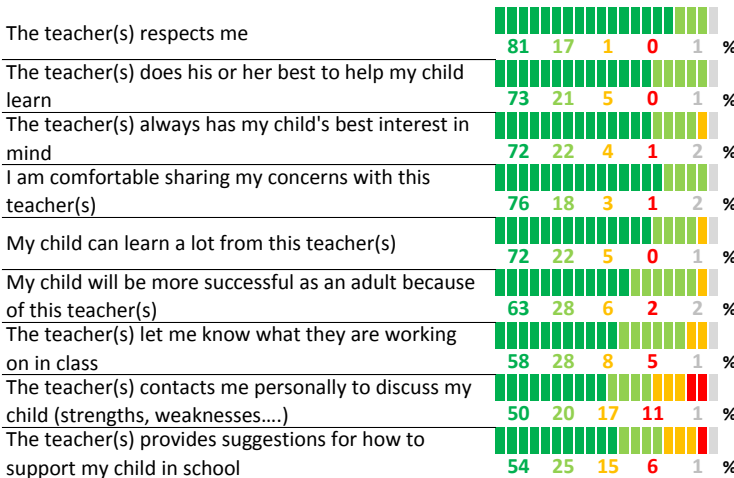 The teacher(s) respects me
81 17 1 0 1 %
The teacher(s) does his or her best to help my child
learn
73 21 5 0 1 %
The teacher(s) always has my child's best interest in
mind
72 22 4 1 2 %
I am comfortable sharing my concerns with this
teacher(s)
76 18 3 1 2 %
My child can learn a lot from this teacher(s)
72 22 5 0 1 %
My child will be more successful as an adult because
of this teacher(s)
63 28 6 2 2 %
The teacher(s) let me know what they are working
on in class
58 28 8 5 1 %
The teacher(s) contacts me personally to discuss my
child (strengths, weaknesses....)
50 20 17 11 1 %
The teacher(s) provides suggestions for how to
support my child in school
54 25 15 6 1 %